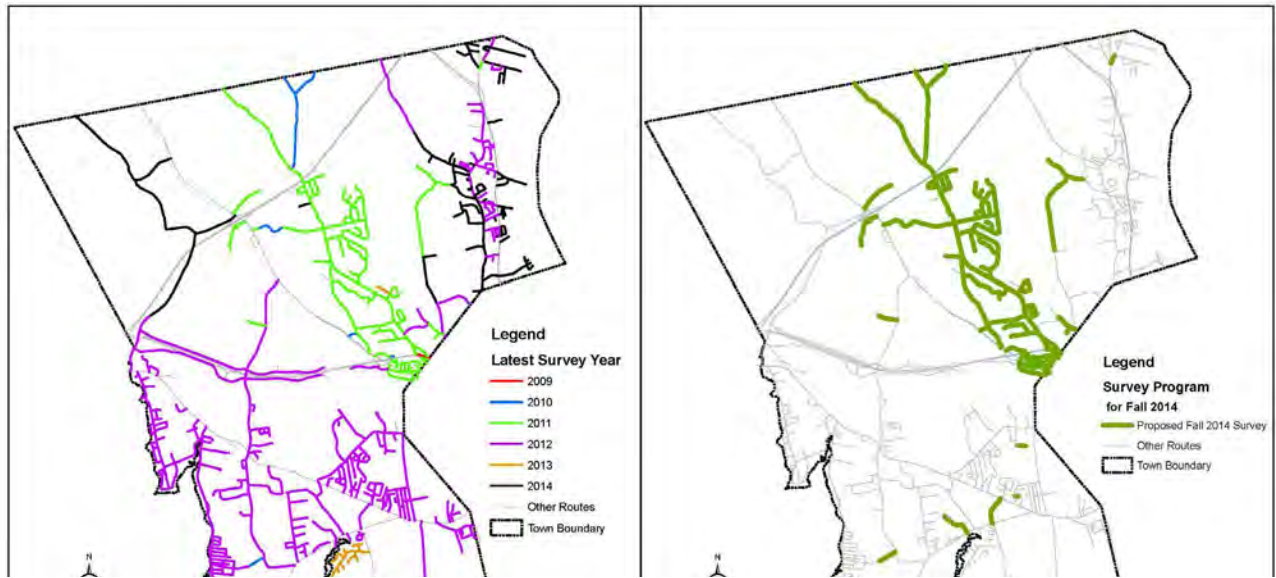 Legend
Latest Survey Year
2009
2010
2011
2012
2013
2014
Other Routes
Town Boundary
N
Legend
Survey Program
for Fall 2014
Proposed Fall 2014 Survey
Other Routes
Town Boundary
N